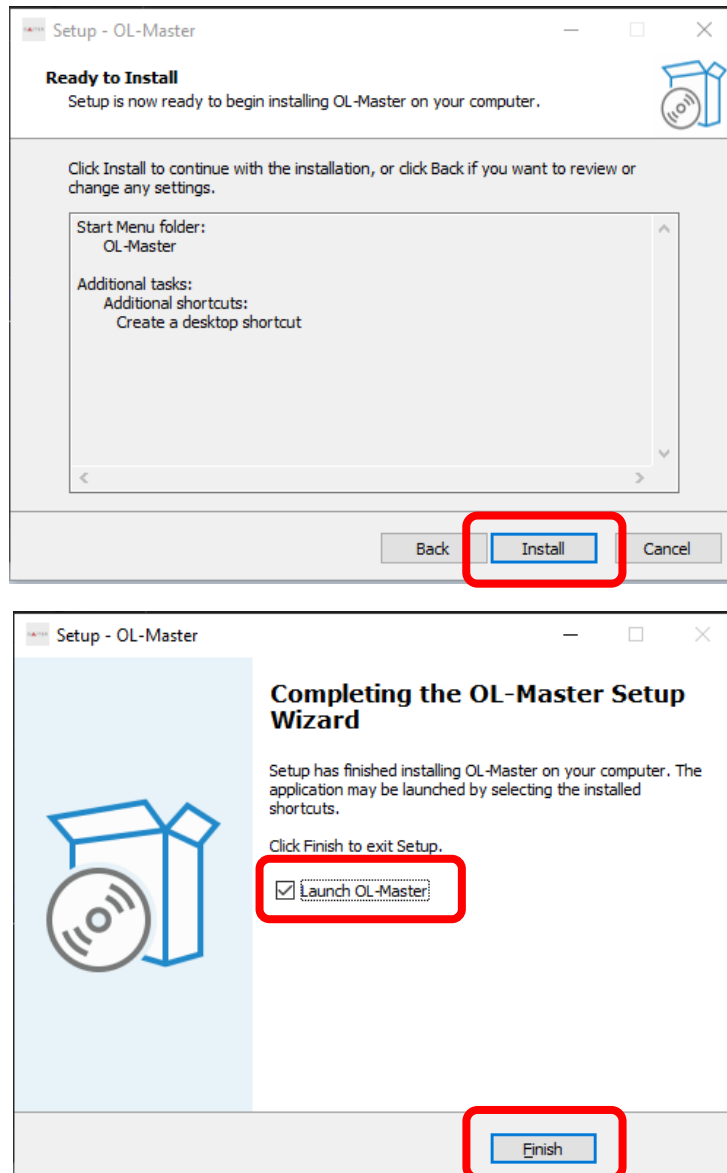 Setup - OL-Master
Ready to Install
Setup is now ready to begin installing OL-Master on your computer.
Click Install to continue with the installation, or click Back if you want to review or
change any settings.
Start Menu folder:
OL-Master
Additional tasks:
Additional shortcuts:
Create a desktop shortcut
Back
Install
Cancel
Setup - OL-Master
Completing the OL-Master Setup
Wizard
Setup has finished installing OL-Master on your computer. The
application may be launched by selecting the installed
shortcuts.
Click Finish to exit Setup.
Launch OL-Master
Finish